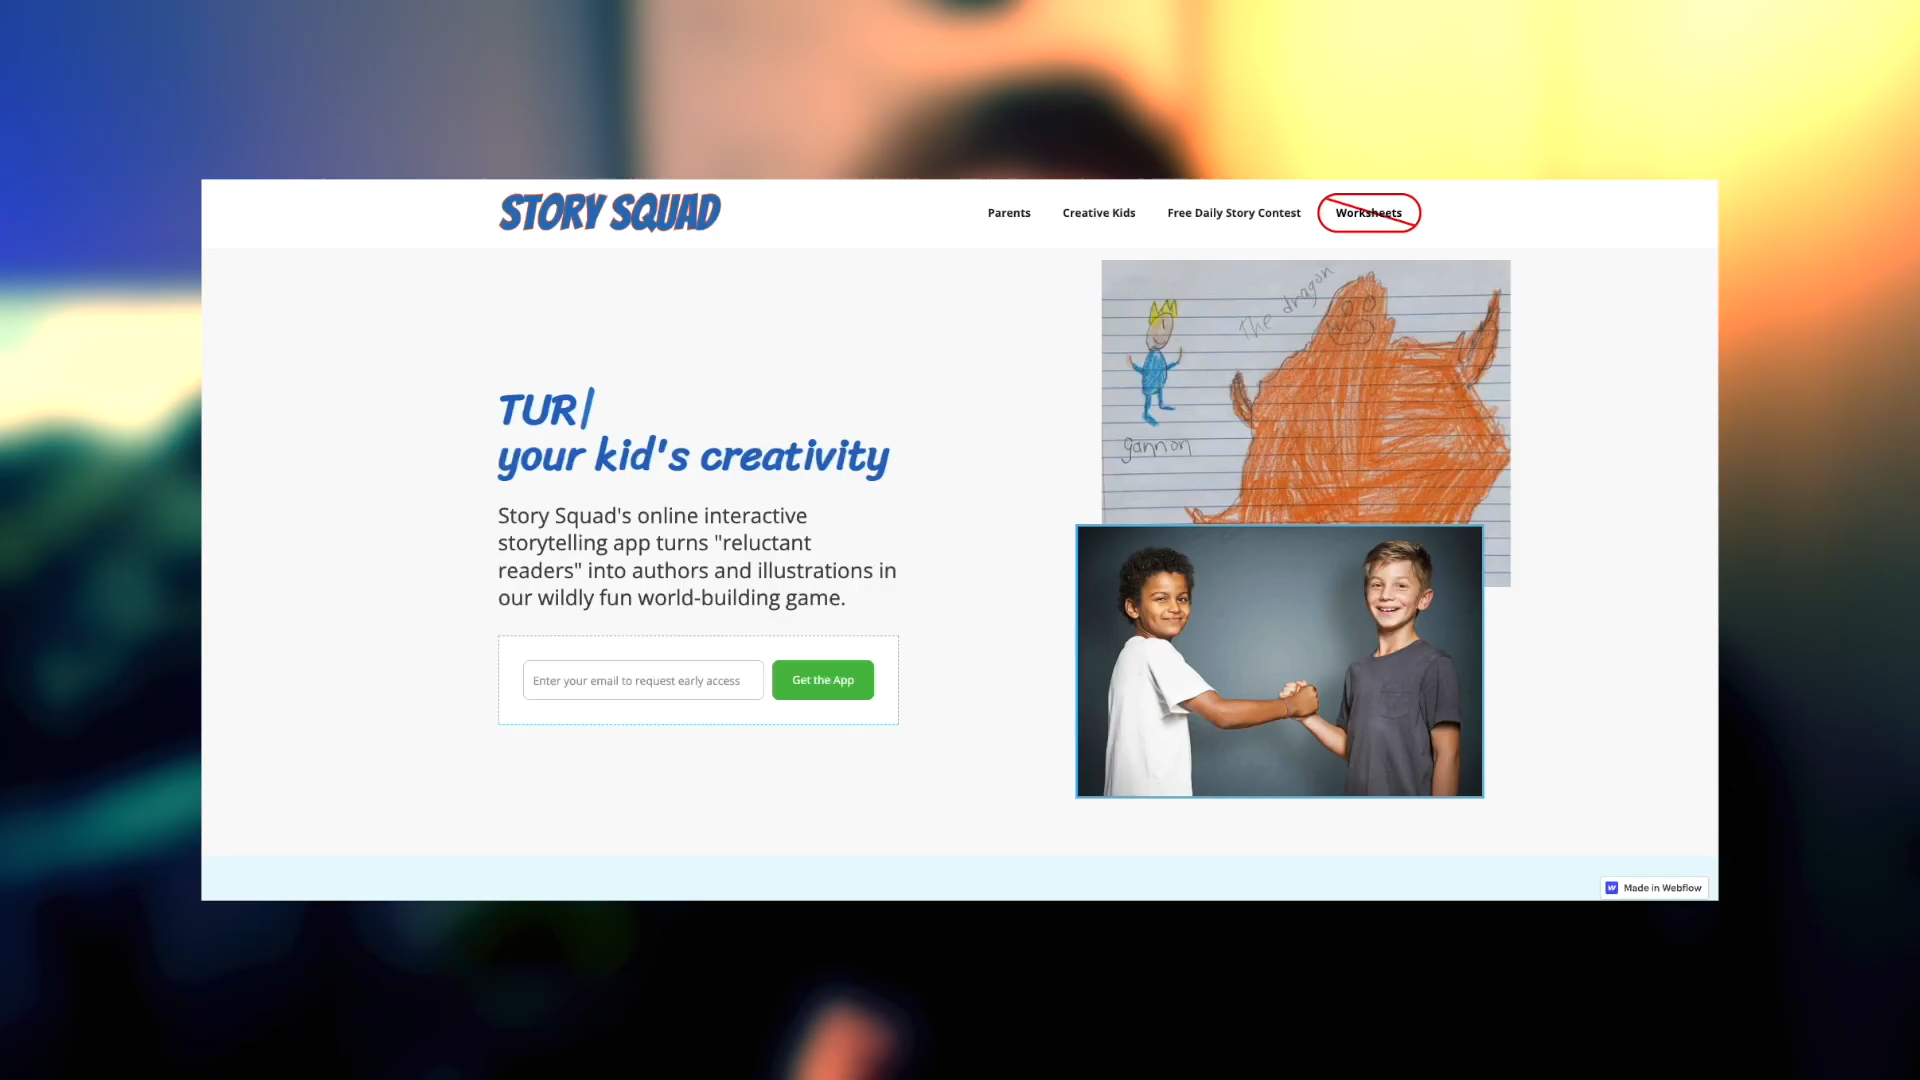 STORY SQUAD
Parents
Creative Kids
Free Daily Story Contest
Worksheets
The dragon
gannon
TUR|
your kid's creativity
Story Squad's online interactive
storytelling app turns "reluctant
readers" into authors and illustrations in
our wildly fun world-building game.
Enter your email to request early access
Get the App
Made in Webflow